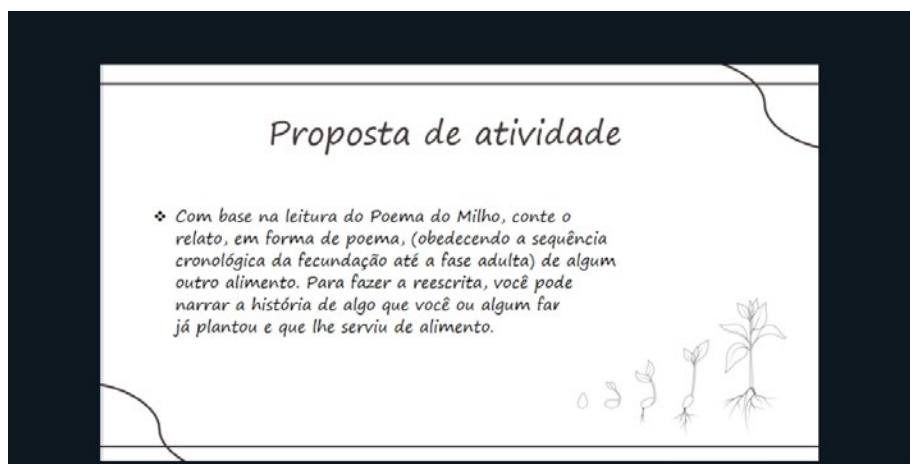 Proposta de atividade
❖ Com base na leitura do Poema do Milho, conte o
relato, em forma de poema, (obedecendo a sequência
cronológica da fecundação até a fase adulta) de algum
outro alimento. Para fazer a reescrita, você pode
narrar a história de algo que você ou algum far
já plantou e que lhe serviu de alimento.